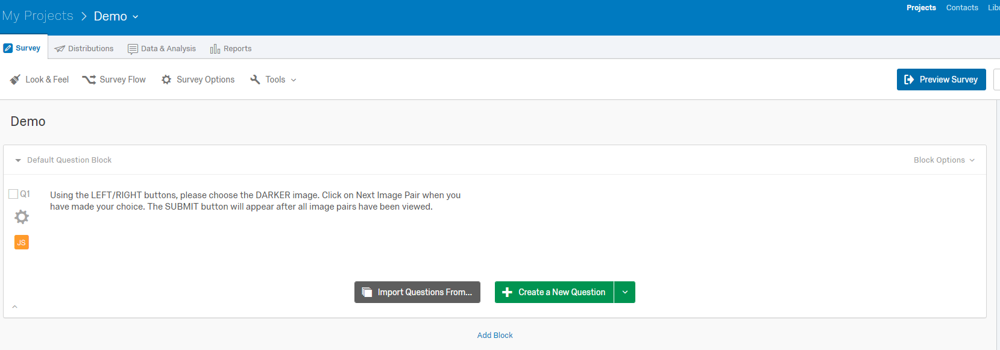 My Projects > Demo
Projects Contacts
Survey Distributions Data & Analysis Reports
Look & Feel Survey Flow Survey Options Tools
Preview Survey
Demo
Default Question Block
Block Options
Q1
Using the LEFT/RIGHT buttons, please choose the DARKER image. Click on Next Image Pair when you
have made your choice. The SUBMIT button will appear after all image pairs have been viewed.
JS
Import Questions From...
Create a New Question
Add Block